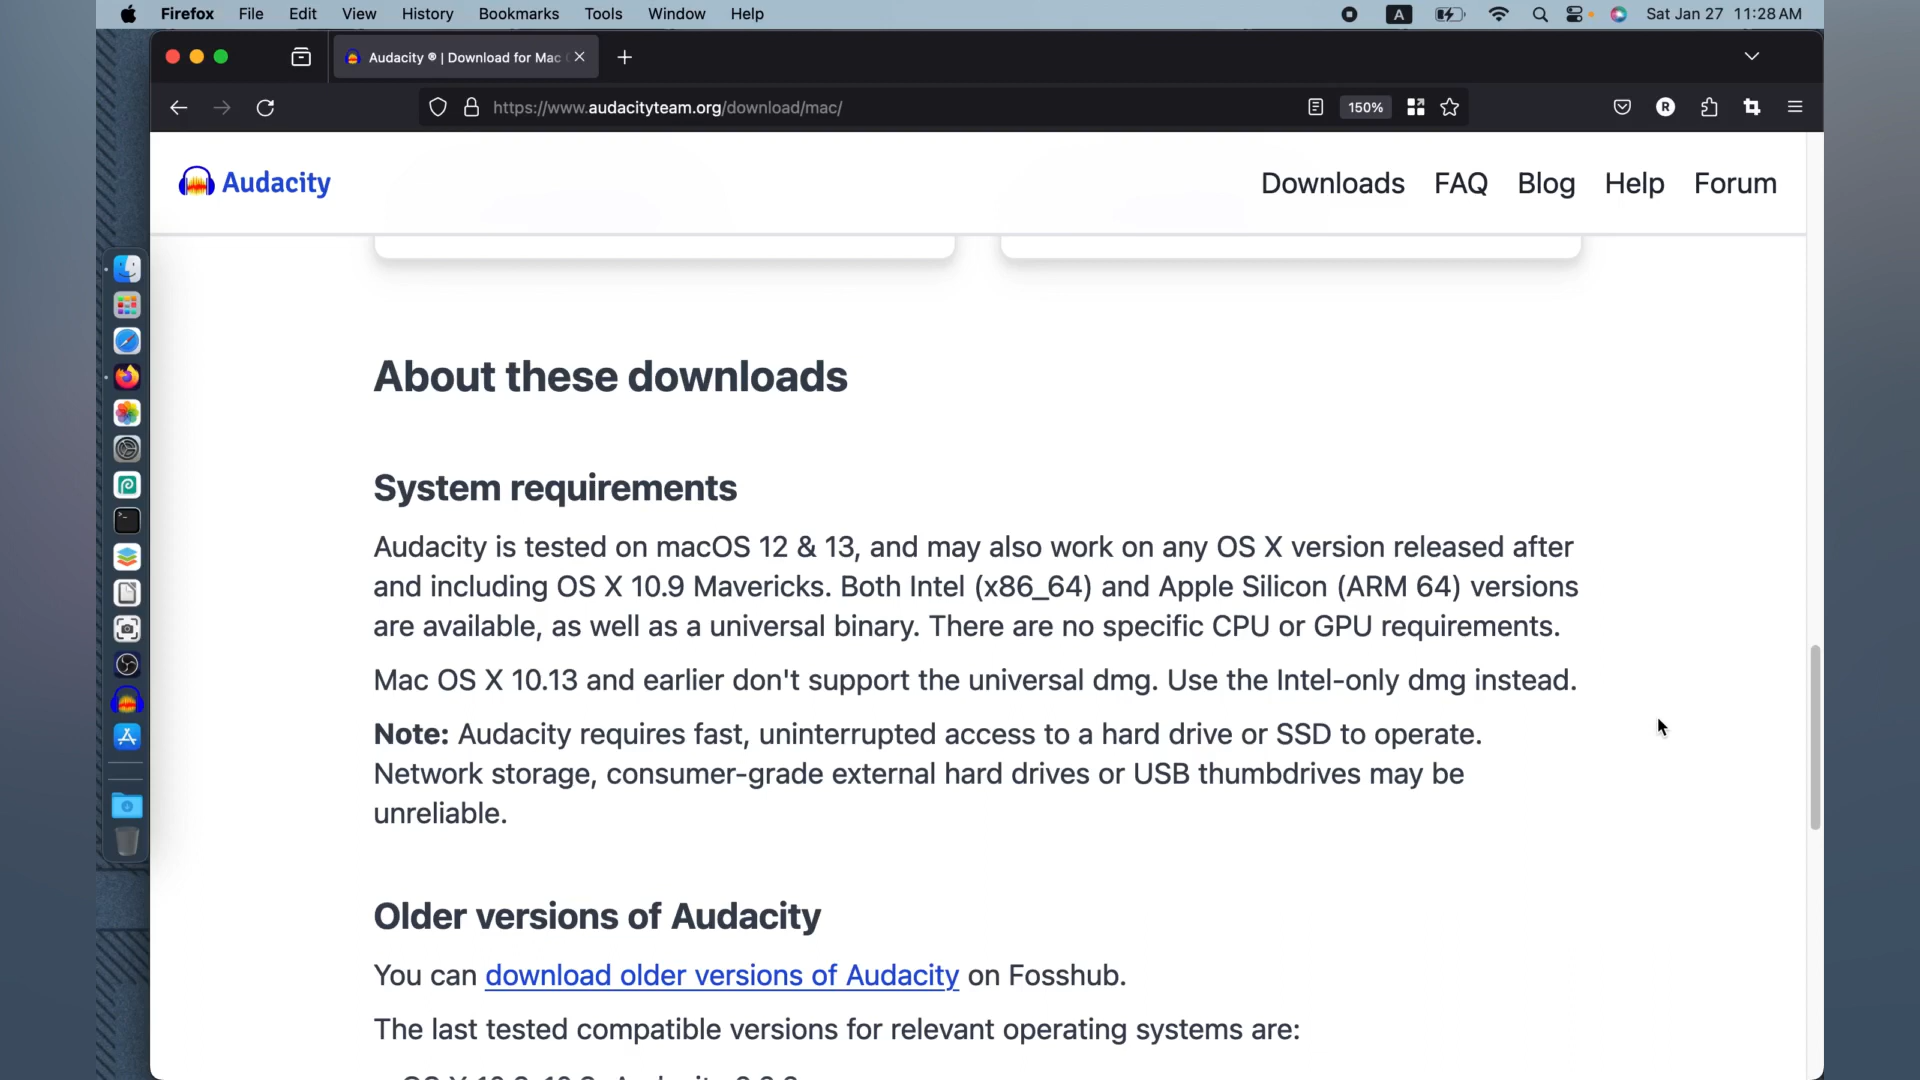 Firefox File Edit View History Bookmarks Tools Window Help A Sat Jan 27 11:28 AM
Audacity ® | Download for Mac
https://www.audacityteam.org/download/mac/ 150% R
Audacity Downloads FAQ Blog Help Forum
About these downloads
System requirements
Audacity is tested on macOS 12 & 13, and may also work on any OS X version released after
and including OS X 10.9 Mavericks. Both Intel (x86_64) and Apple Silicon (ARM 64) versions
are available, as well as a universal binary. There are no specific CPU or GPU requirements.
Mac OS X 10.13 and earlier don't support the universal dmg. Use the Intel-only dmg instead.
Note: Audacity requires fast, uninterrupted access to a hard drive or SSD to operate.
Network storage, consumer-grade external hard drives or USB thumbdrives may be
unreliable.
Older versions of Audacity
You can download older versions of Audacity on Fosshub.
The last tested compatible versions for relevant operating systems are: